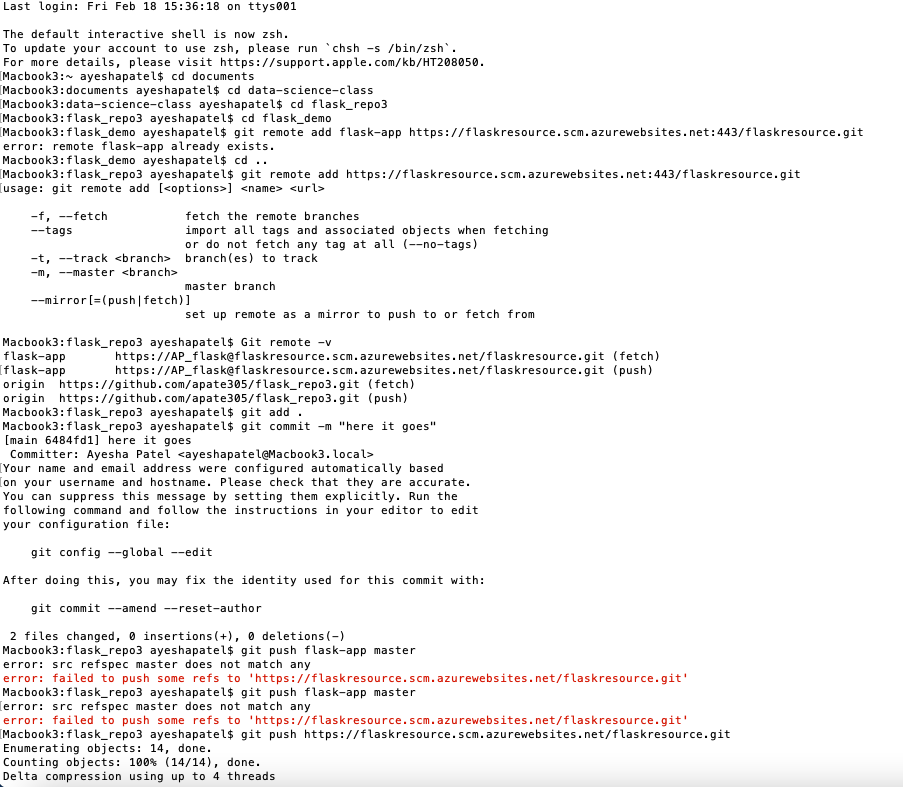 Last login: Fri Feb 18 15:36:18 on ttys001
The default interactive shell is now zsh.
To update your account to use zsh, please run `chsh -s /bin/zsh`.
For more details, please visit https://support.apple.com/kb/HT208050.
[Macbook3:~ ayeshapatel$ cd documents
[Macbook3:documents ayeshapatel$ cd data-science-class
[Macbook3:data-science-class ayeshapatel$ cd flask_repo3
[Macbook3:flask_repo3 ayeshapatel$ cd flask_demo
[Macbook3:flask_demo ayeshapatel$ git remote add flask-app https://flaskresource.scm.azurewebsites.net:443/flaskresource.git
error: remote flask-app already exists.
Macbook3:flask_demo ayeshapatel$ cd ..
[Macbook3:flask_repo3 ayeshapatel$ git remote add https://flaskresource.scm.azurewebsites.net:443/flaskresource.git
[usage: git remote add [<options>] <name> <url>
-f, --fetch fetch the remote branches
--tags import all tags and associated objects when fetching
or do not fetch any tag at all (--no-tags)
-t, --track <branch> branch(es) to track
-m, --master <branch>
master branch
--mirror[=(push|fetch)]
set up remote as a mirror to push to or fetch from
Macbook3:flask_repo3 ayeshapatel$ Git remote -v
flask-app https://AP_flask@flaskresource.scm.azurewebsites.net/flaskresource.git (fetch)
[flask-app https://AP_flask@flaskresource.scm.azurewebsites.net/flaskresource.git (push)
origin https://github.com/apate305/flask_repo3.git (fetch)
origin https://github.com/apate305/flask_repo3.git (push)
Macbook3:flask_repo3 ayeshapatel$ git add .
Macbook3:flask_repo3 ayeshapatel$ git commit -m "here it goes"
[main 6484fd1] here it goes
Committer: Ayesha Patel <ayeshapatel@Macbook3.local>
[Your name and email address were configured automatically based
[on your username and hostname. Please check that they are accurate.
You can suppress this message by setting them explicitly. Run the
following command and follow the instructions in your editor to edit
your configuration file:
git config --global --edit
After doing this, you may fix the identity used for this commit with:
git commit --amend --reset-author
2 files changed, 0 insertions(+), 0 deletions(-)
Macbook3:flask_repo3 ayeshapatel$ git push flask-app master
error: src refspec master does not match any
error: failed to push some refs to 'https://flaskresource.scm.azurewebsites.net/flaskresource.git'
Macbook3:flask_repo3 ayeshapatel$ git push flask-app master
[error: src refspec master does not match any
error: failed to push some refs to 'https://flaskresource.scm.azurewebsites.net/flaskresource.git'
[Macbook3:flask_repo3 ayeshapatel$ git push https://flaskresource.scm.azurewebsites.net/flaskresource.git
Enumerating objects: 14, done.
Counting objects: 100% (14/14), done.
Delta compression using up to 4 threads